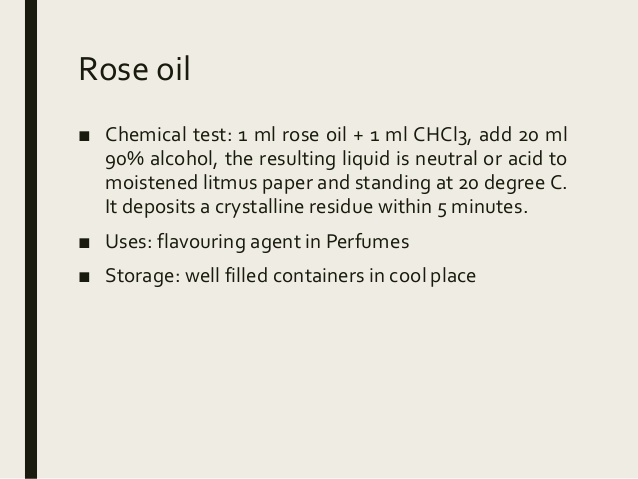 Rose oil
■ Chemical test: 1 ml rose oil + 1 ml CHCl3, add 20 ml
90% alcohol, the resulting liquid is neutral or acid to
moistened litmus paper and standing at 20 degree C.
It deposits a crystalline residue within 5 minutes.
■ Uses: flavouring agent in Perfumes
■ Storage: well filled containers in cool place